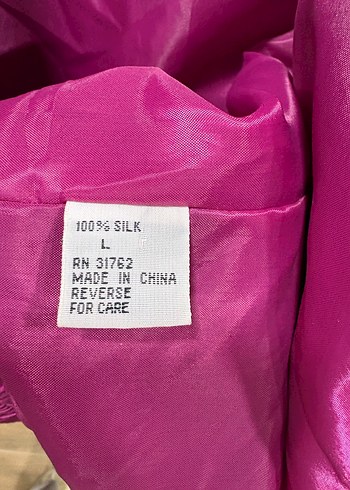 100% SILK
L
RN 31762
MADE IN CHINA
REVERSE
FOR CARE